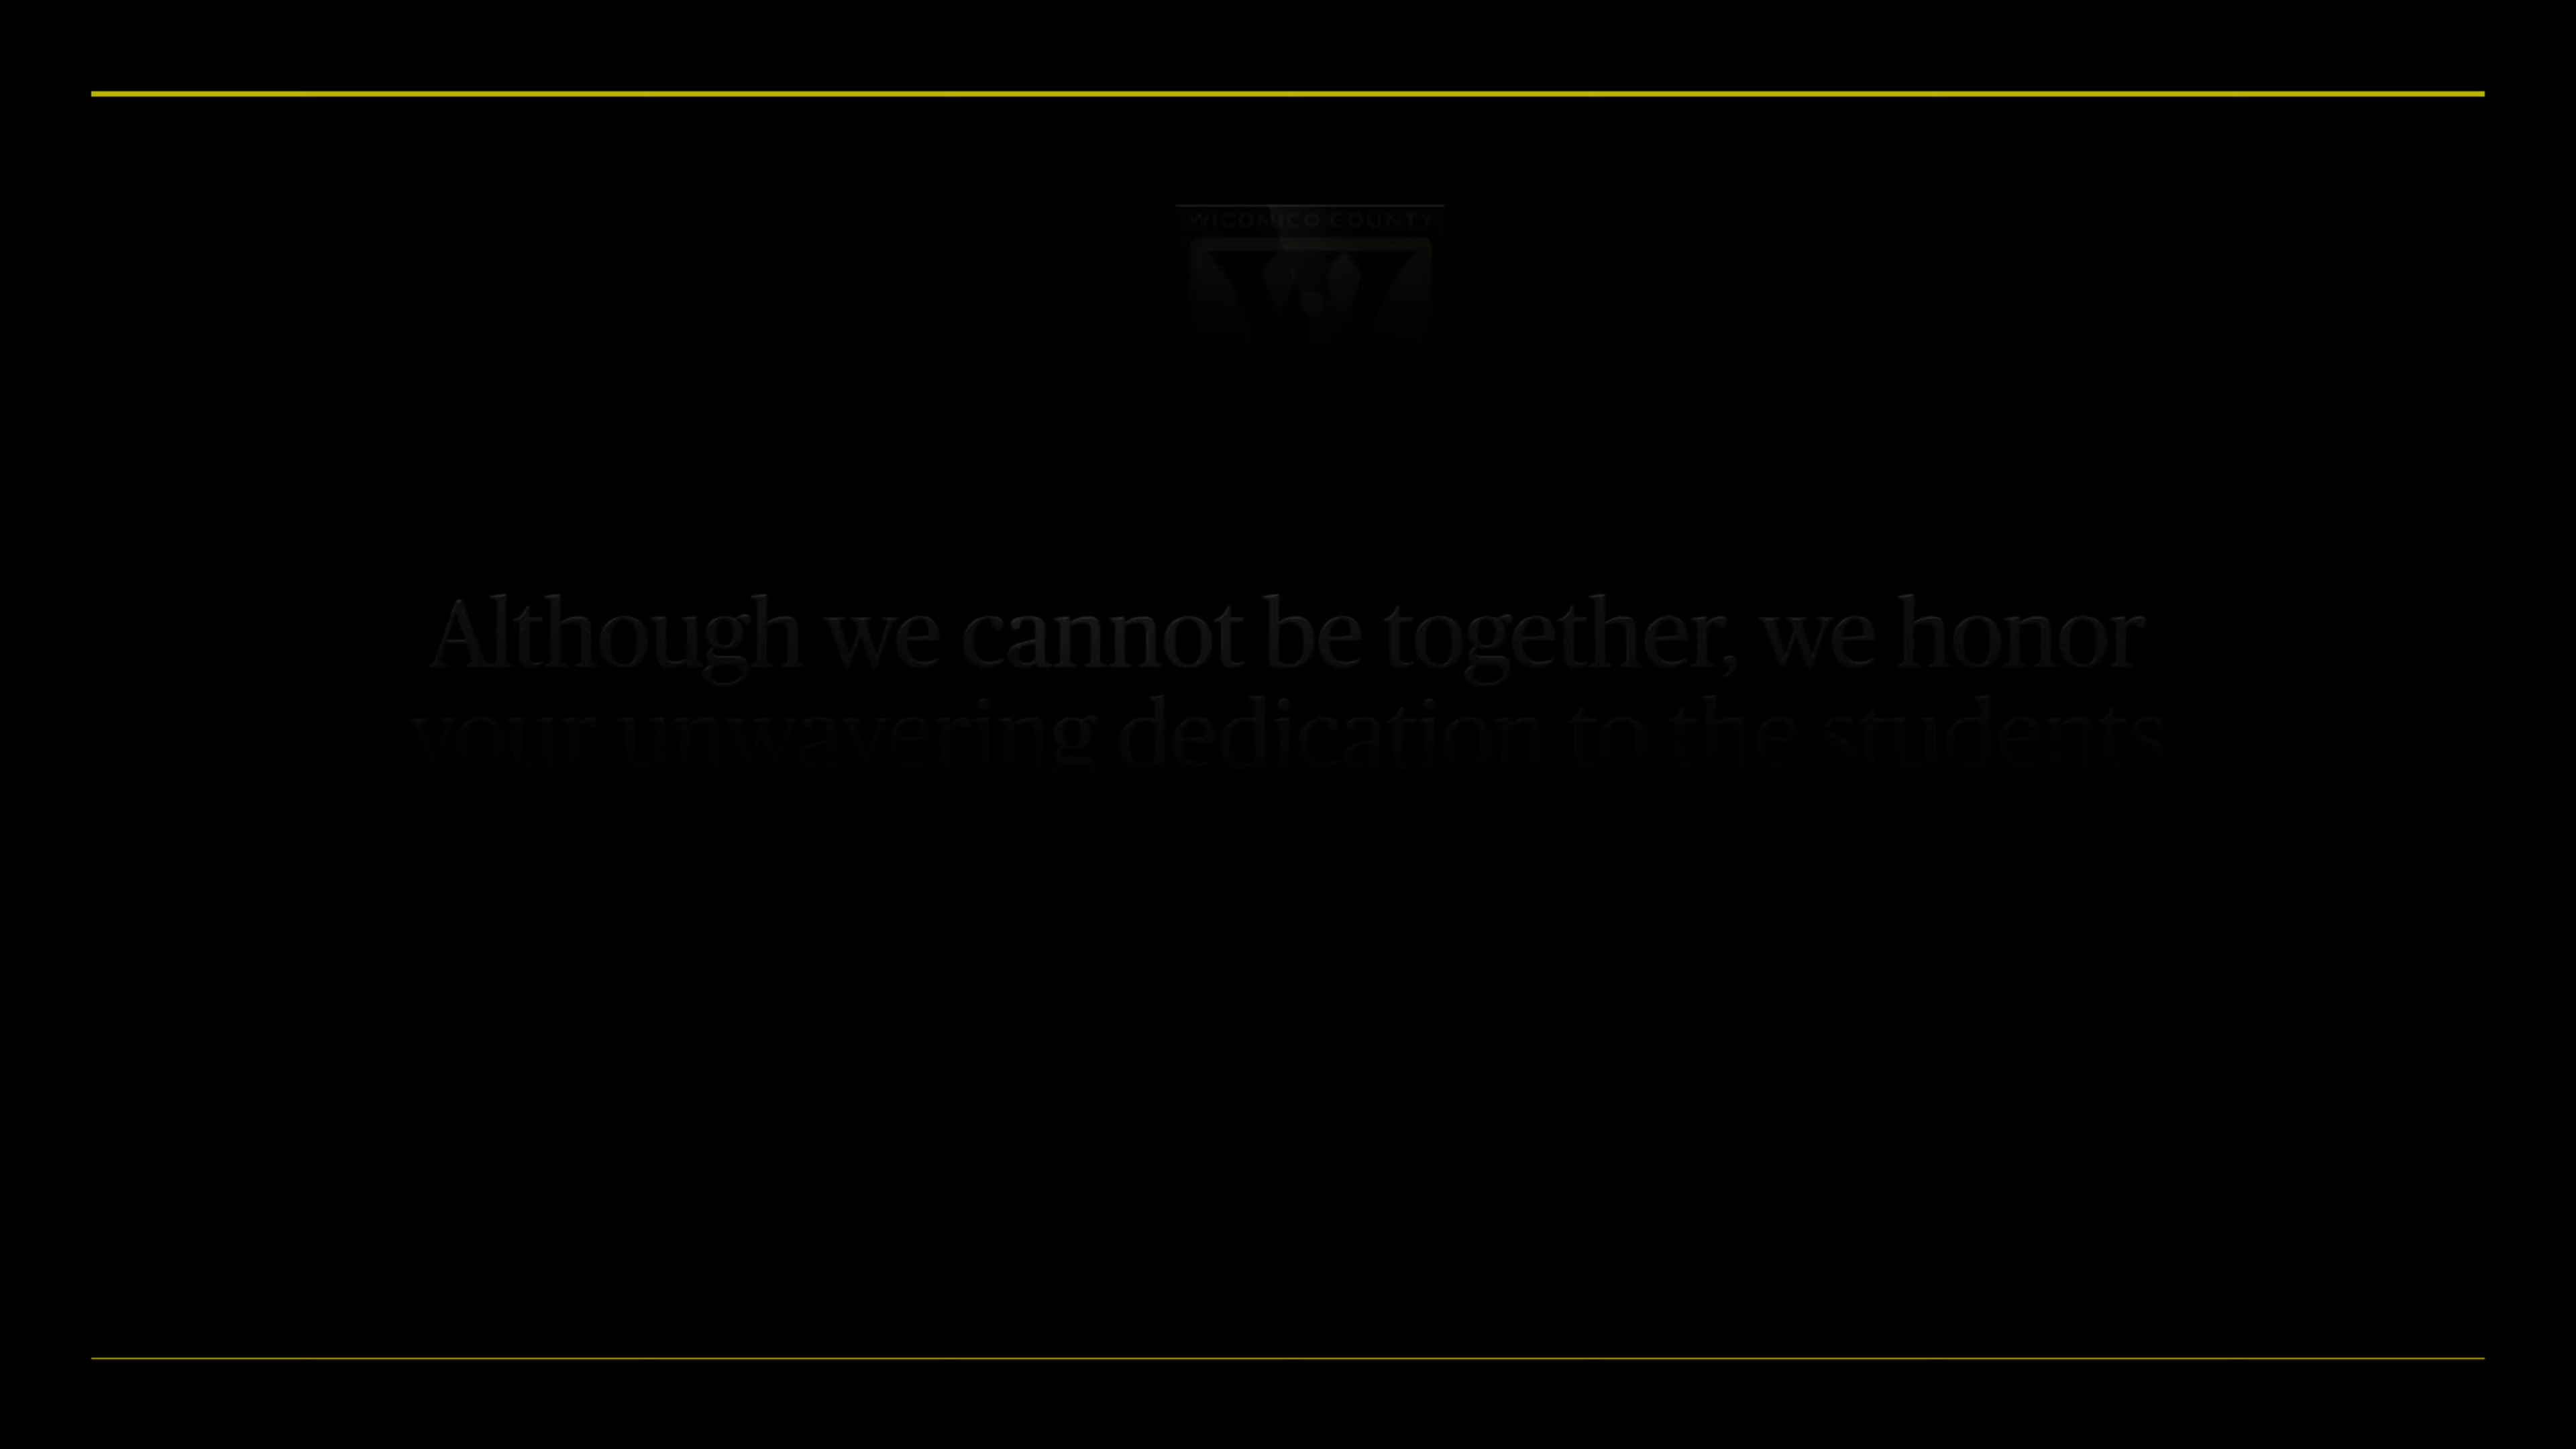 WICOMICO COUNTY
Although we cannot be together, we honor
your unwavering dedication to the students